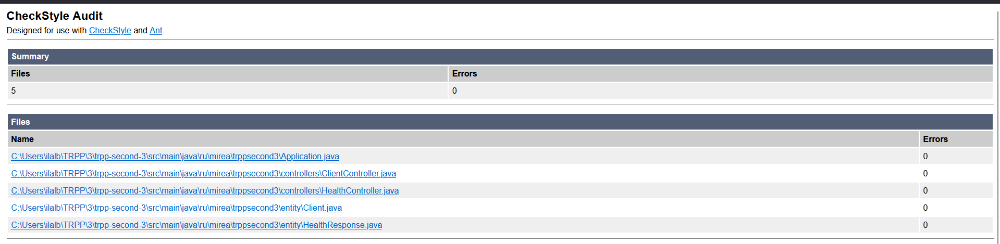 CheckStyle Audit
Designed for use with CheckStyle and Ant.
Summary
Files Errors
5 0
Files
Name Errors
C:\Users\ilalb\TRPP\3\trpp-second-3\src\main\java\ru\mirea\trppsecond3\Application.java 0
C:\Users\ilalb\TRPP\3\trpp-second-3\src\main\java\ru\mirea\trppsecond3\controllers\ClientController.java 0
C:\Users\ilalb\TRPP\3\trpp-second-3\src\main\java\ru\mirea\trppsecond3\controllers\HealthController.java 0
C:\Users\ilalb\TRPP\3\trpp-second-3\src\main\java\ru\mirea\trppsecond3\entity\Client.java 0
C:\Users\ilalb\TRPP\3\trpp-second-3\src\main\java\ru\mirea\trppsecond3\entity\HealthResponse.java 0